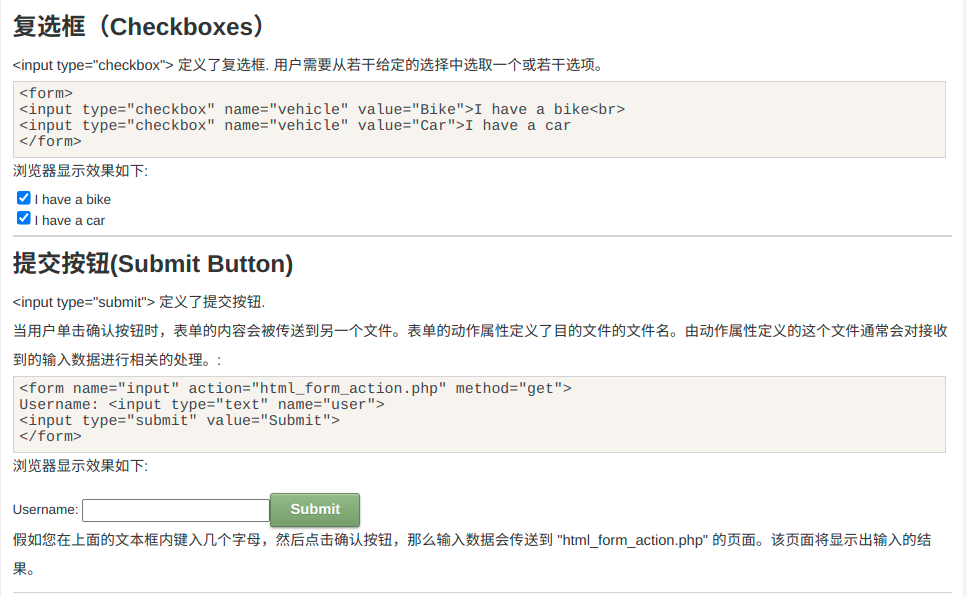 复选框（Checkboxes）
<input type="checkbox"> 定义了复选框. 用户需要从若干给定的选择中选取一个或若干选项。
<form>
<input type="checkbox" name="vehicle" value="Bike">I have a bike<br>
<input type="checkbox" name="vehicle" value="Car">I have a car
</form>
浏览器显示效果如下:
I have a bike
I have a car
提交按钮(Submit Button)
<input type="submit"> 定义了提交按钮.
当用户单击确认按钮时，表单的内容会被传送到另一个文件。表单的动作属性定义了目的文件的文件名。由动作属性定义的这个文件通常会对接收
到的输入数据进行相关的处理。:
<form name="input" action="html_form_action.php" method="get">
Username: <input type="text" name="user">
<input type="submit" value="Submit">
</form>
浏览器显示效果如下:
Username: Submit
假如您在上面的文本框内键入几个字母，然后点击确认按钮，那么输入数据会传送到 "html_form_action.php" 的页面。该页面将显示出输入的结
果。